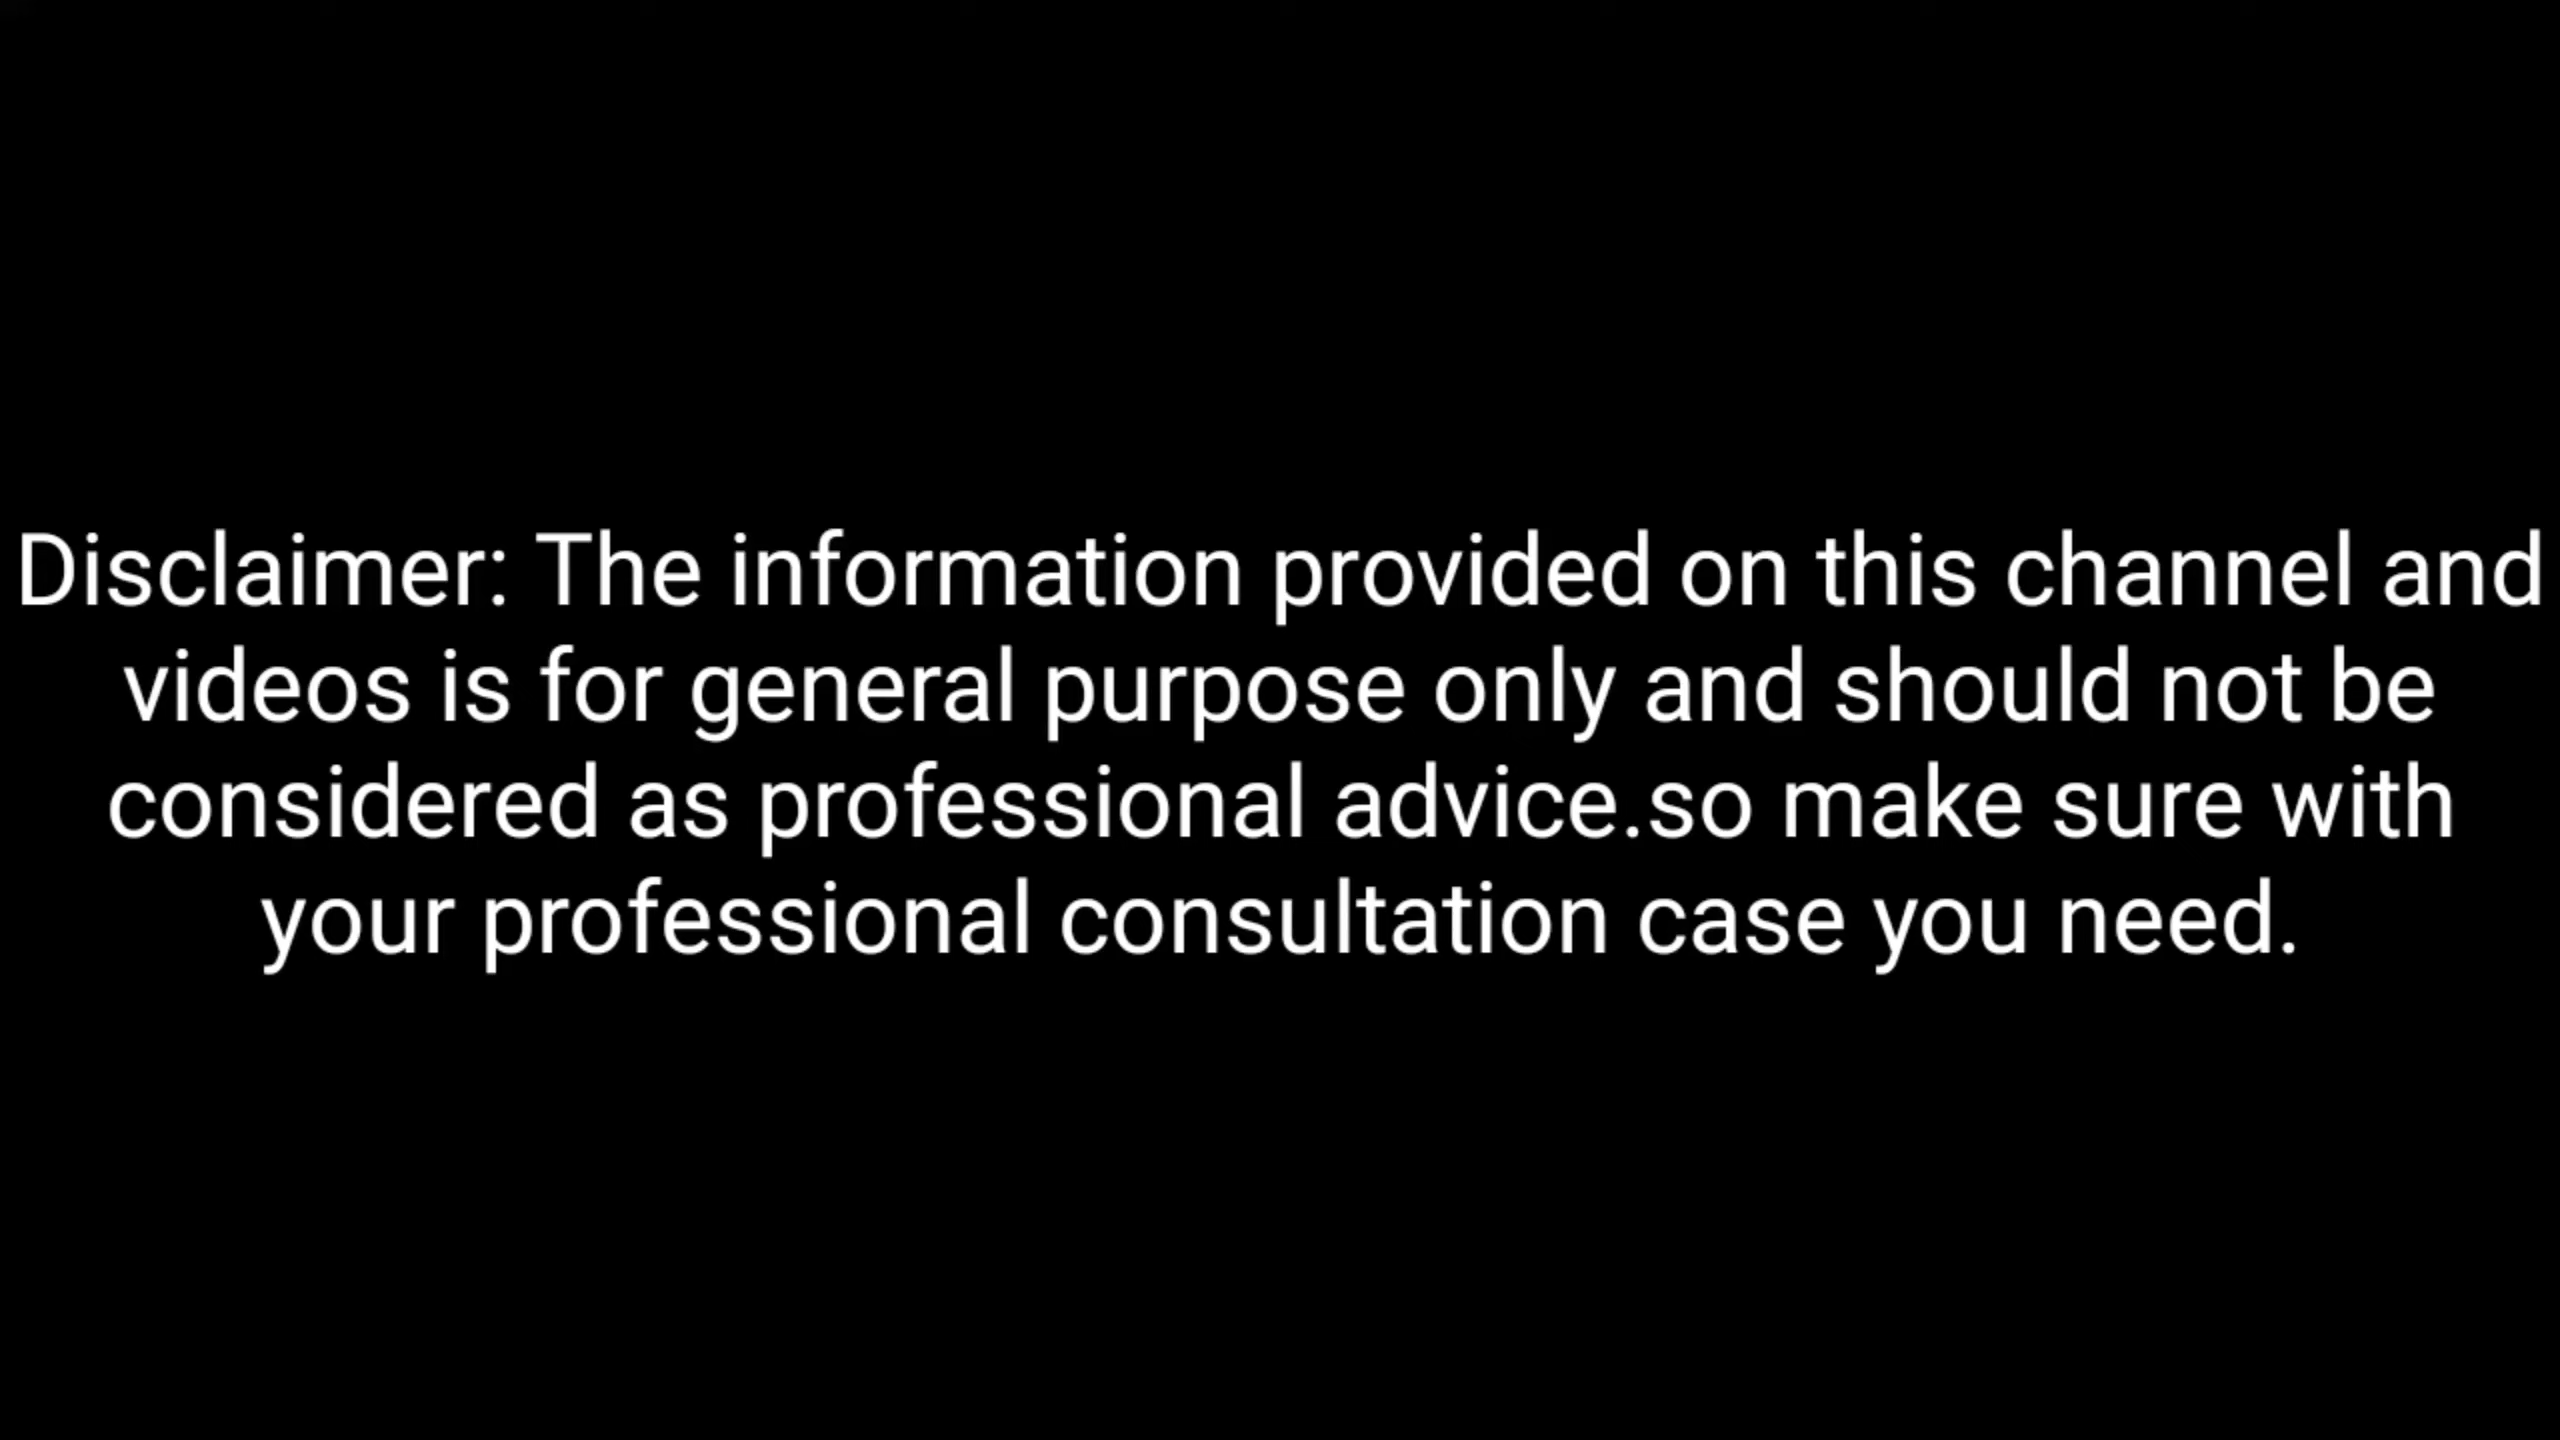 Disclaimer: The information provided on this channel and
videos is for general purpose only and should not be
considered as professional advice.so make sure with
your professional consultation case you need.